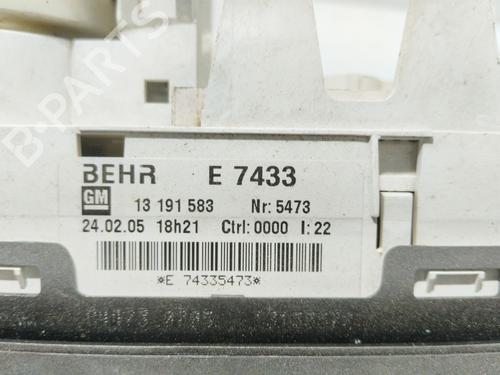 B-PARTS
BEHR E 7433
GM 13 191 583 Nr: 5473
24.02.05 18h21 Ctrl: 0000 I: 22
*E 74335473*